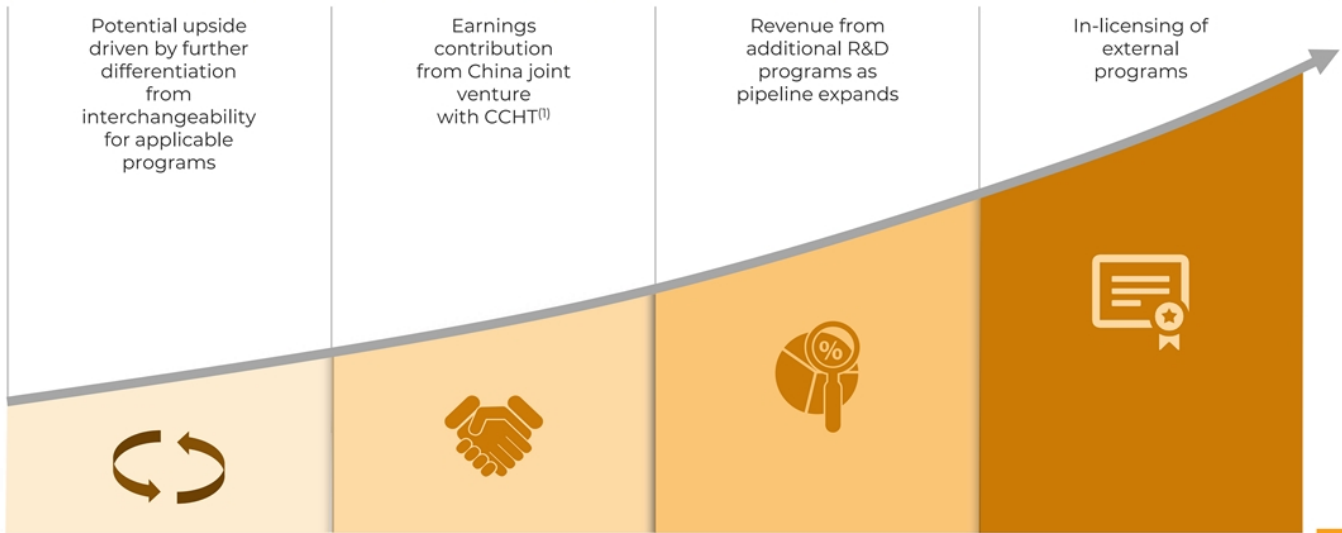 Potential upside
driven by further
differentiation
from
interchangeability
for applicable
programs
Earnings
contribution
from China joint
venture
with CCHT(1)
Revenue from
additional R&D
programs as
pipeline expands
In-licensing of
external
programs
%